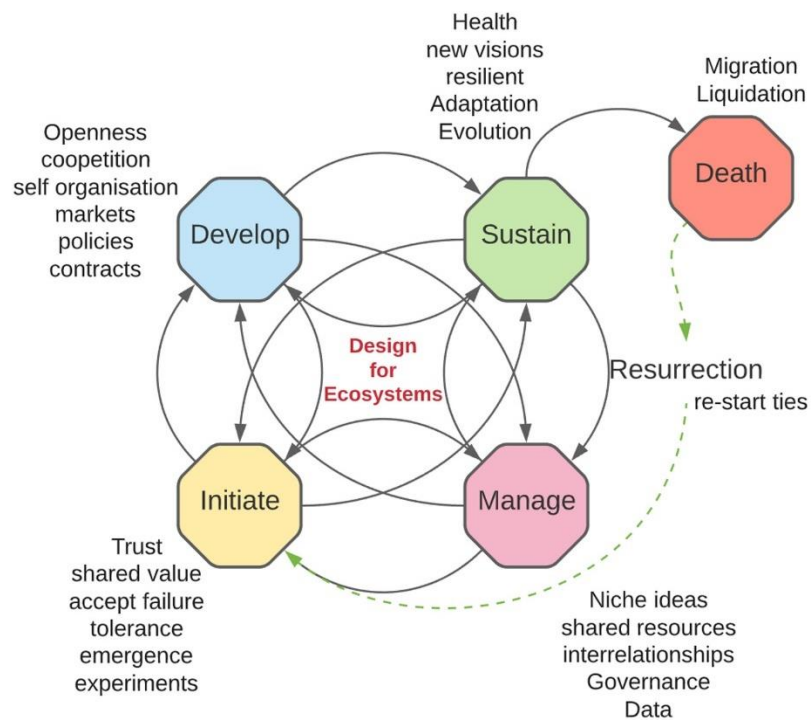 Health
new visions
resilient
Adaptation
Evolution
Migration
Liquidation
Openness
coopetition
self organisation
markets
policies
contracts
Develop
Sustain
Death
Design
for
Ecosystems
Resurrection
re-start ties
Initiate
Manage
Trust
shared value
accept failure
tolerance
emergence
experiments
Niche ideas
shared resources
interrelationships
Governance
Data